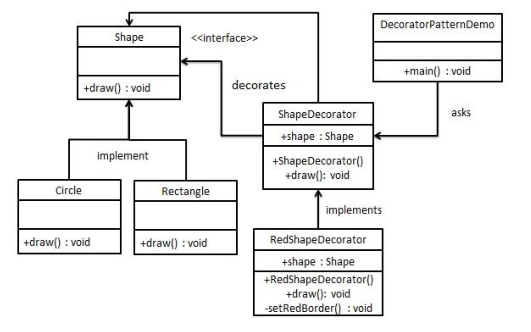 Shape
<<interface>>
+draw() : void
DecoratorPatternDemo
+main() : void
decorates
asks
ShapeDecorator
+shape : Shape
+ShapeDecorator()
+draw(): void
implement
Circle
+draw() : void
Rectangle
+draw() : void
implements
RedShapeDecorator
+shape : Shape
+RedShapeDecorator()
+draw(): void
-setRedBorder() : void